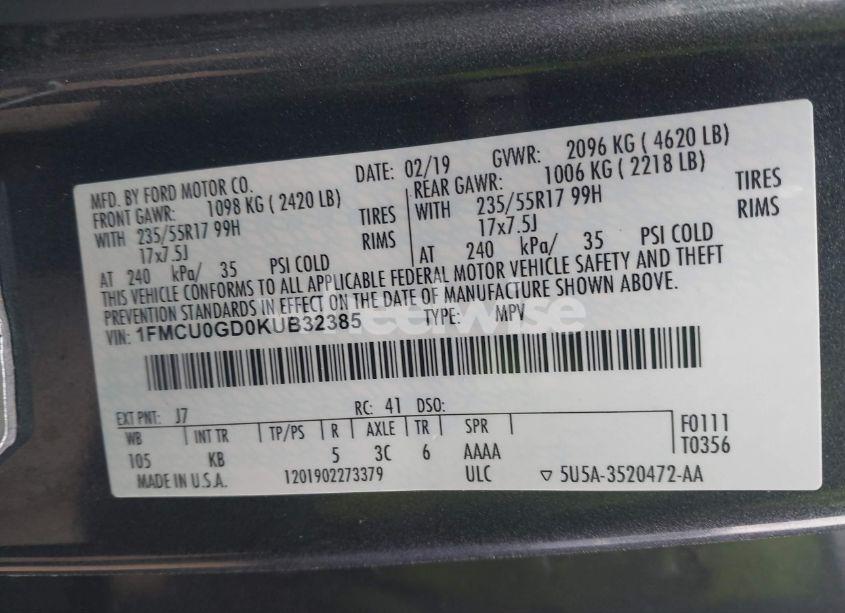 MFD. BY FORD MOTOR CO.
DATE: 02/19 GVWR: 2096 KG ( 4620 LB)
FRONT GAWR: 1098 KG ( 2420 LB) REAR GAWR: 1006 KG ( 2218 LB)
WITH 235/55R17 99H TIRES WITH 235/55R17 99H TIRES
17x7.5J RIMS 17x7.5J RIMS
AT 240 kPa/ 35 PSI COLD AT 240 kPa/ 35 PSI COLD
THIS VEHICLE CONFORMS TO ALL APPLICABLE FEDERAL MOTOR VEHICLE SAFETY AND THEFT
PREVENTION STANDARDS IN EFFECT ON THE DATE OF MANUFACTURE SHOWN ABOVE.
VIN: 1FMCU0GD0KUB32385 TYPE: MPV
EXT PNT: J7 RC: 41 DSO:
WB INT TR TP/PS R AXLE TR SPR F0111
105 KB 5 3C 6 AAAA T0356
MADE IN U.S.A. 1201902273379 ULC ▽ 5U5A-3520472-AA